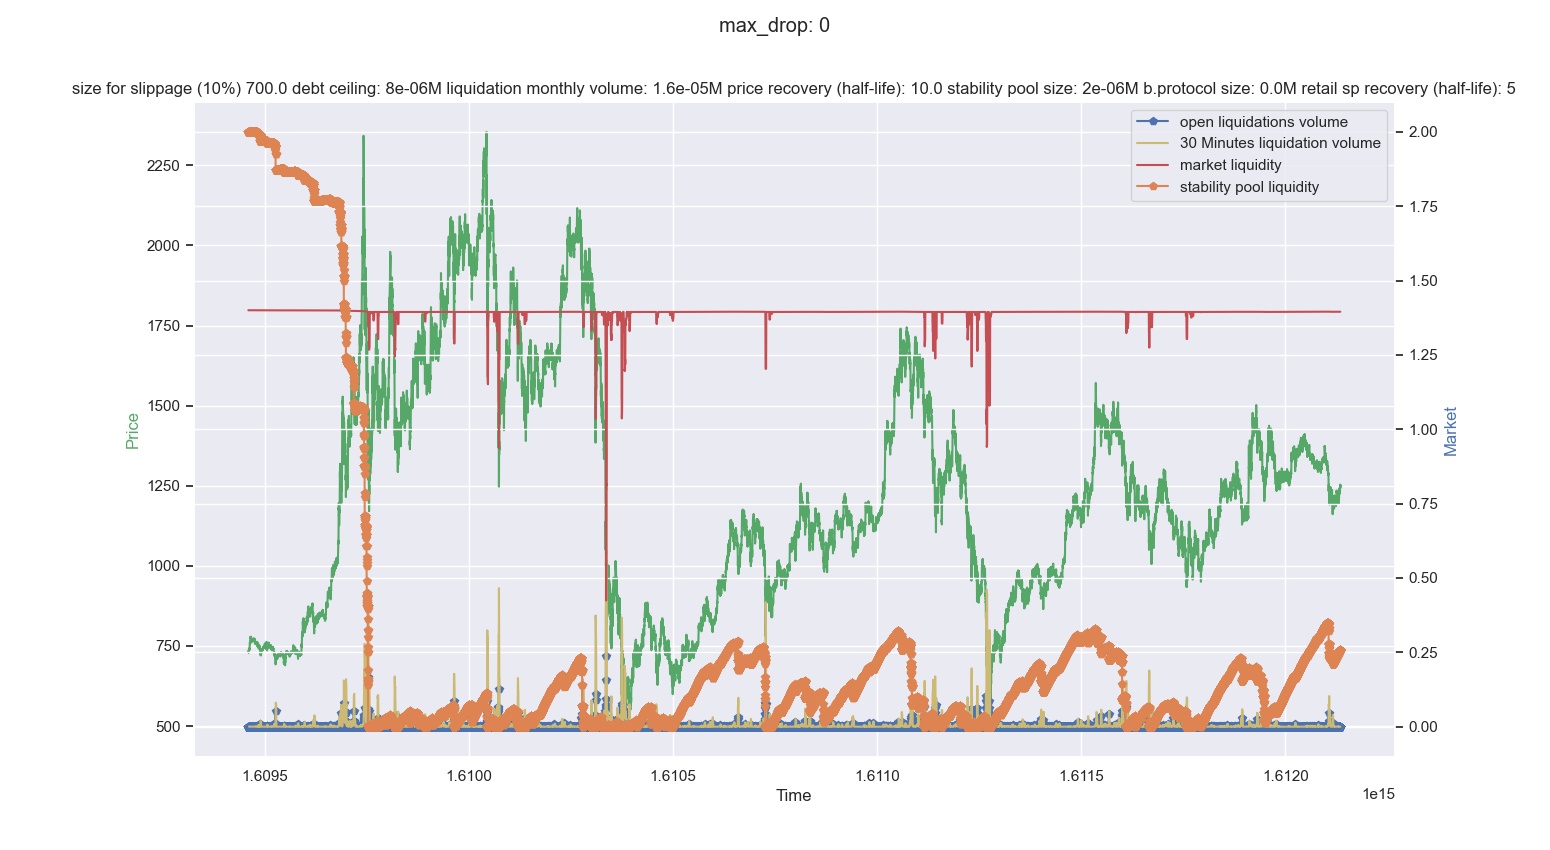 max_drop: 0
size for slippage (10%) 700.0 debt ceiling: 8e-06M liquidation monthly volume: 1.6e-05M price recovery (half-life): 10.0 stability pool size: 2e-06M b.protocol size: 0.0M retail sp recovery (half-life): 5
open liquidations volume
30 Minutes liquidation volume
market liquidity
stability pool liquidity
2250
2000
1750
1500
1250
1000
750
500
Price
2.00
1.75
1.50
1.25
1.00
0.75
0.50
0.25
0.00
Market
1.6095 1.6100 1.6105 1.6110 1.6115 1.6120
Time
1e15